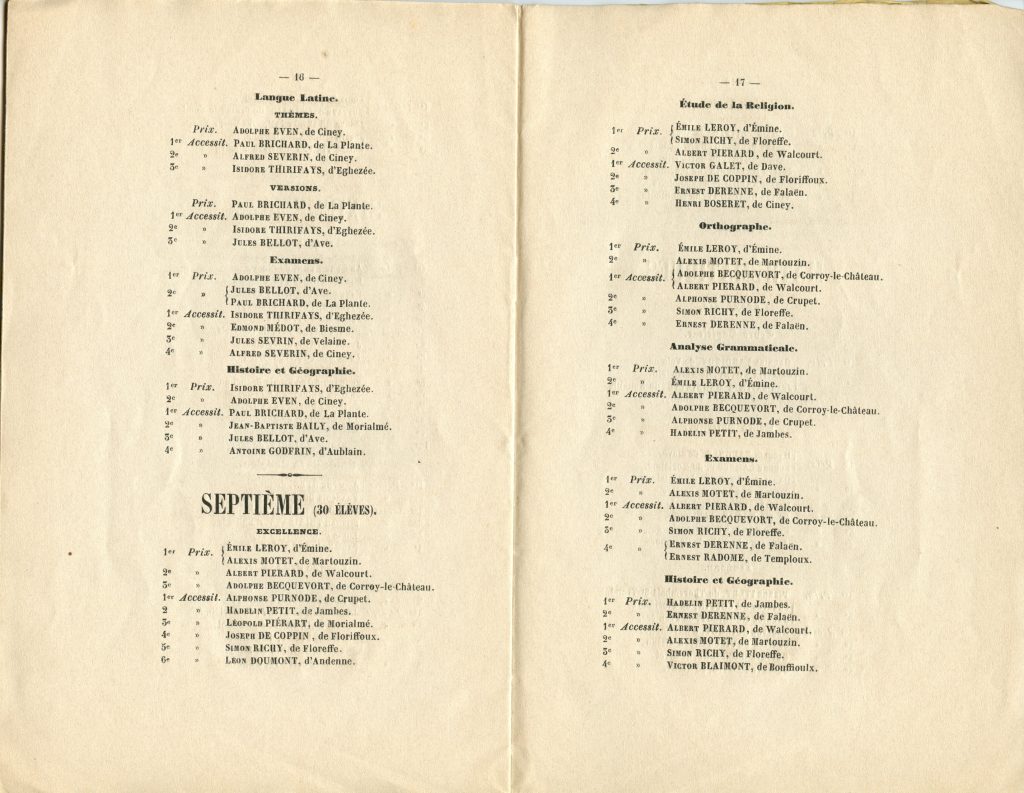 — 16 —
Langue Latine.
THÈMES.
Prix. ADOLPHE EVEN, de Ciney.
1er Accessit. PAUL BRICHARD, de La Plante.
2e » ALFRED SEVERIN, de Ciney.
3e » ISIDORE THIRIFAYS, d'Eghezée.
VERSIONS.
Prix. PAUL BRICHARD, de La Plante.
1er Accessit. ADOLPHE EVEN, de Ciney.
2e » ISIDORE THIRIFAYS, d'Eghezée.
3e » JULES BELLOT, d'Ave.
Examens.
1er Prix. ADOLPHE EVEN, de Ciney.
2e » { JULES BELLOT, d'Ave.
PAUL BRICHARD, de La Plante.
1er Accessit. ISIDORE THIRIFAYS, d'Eghezée.
2e » EDMOND MÉDOT, de Biesme.
3e » JULES SEVRIN, de Velaine.
4e » ALFRED SEVERIN, de Ciney.
Histoire et Géographie.
1er Prix. ISIDORE THIRIFAYS, d'Eghezée.
2e » ADOLPHE EVEN, de Ciney.
1er Accessit. PAUL BRICHARD, de La Plante.
2e » JEAN-BAPTISTE BAILY, de Morialmé.
3e » JULES BELLOT, d'Ave.
4e » ANTOINE GODFRIN, d'Aublain.
SEPTIÈME (30 ÉLÈVES).
EXCELLENCE.
1er Prix. { ÉMILE LEROY, d'Émine.
ALEXIS MOTET, de Martouzin.
2e » ALBERT PIERARD, de Walcourt.
3e » ADOLPHE BECQUEVORT, de Corroy-le-Château.
1er Accessit. ALPHONSE PURNODE, de Crupet.
2 » HADELIN PETIT, de Jambes.
3e » LÉOPOLD PIÉRART, de Morialmé.
4e » JOSEPH DE COPPIN, de Floriffoux.
5e » SIMON RICHY, de Floreffe.
6e » LÉON DOUMONT, d'Andenne.
— 17 —
Étude de la Religion.
1er Prix. { ÉMILE LEROY, d'Émine.
SIMON RICHY, de Floreffe.
2e » ALBERT PIERARD, de Walcourt.
1er Accessit. VICTOR GALET, de Dave.
2e » JOSEPH DE COPPIN, de Floriffoux.
3e » ERNEST DERENNE, de Falaën.
4e » HENRI BOSERET, de Ciney.
Orthographe.
1er Prix. ÉMILE LEROY, d'Émine.
2e » ALEXIS MOTET, de Martouzin.
1er Accessit. { ADOLPHE BECQUEVORT, de Corroy-le-Château.
ALBERT PIERARD, de Walcourt.
2e » ALPHONSE PURNODE, de Crupet.
3e » SIMON RICHY, de Floreffe.
4e » ERNEST DERENNE, de Falaën.
Analyse Grammaticale.
1er Prix. ALEXIS MOTET, de Martouzin.
2e » ÉMILE LEROY, d'Émine.
1er Accessit. ALBERT PIERARD, de Walcourt.
2e » ADOLPHE BECQUEVORT, de Corroy-le-Château.
3e » ALPHONSE PURNODE, de Crupet.
4e » HADELIN PETIT, de Jambes.
Examens.
1er Prix. ÉMILE LEROY, d'Émine.
2e » ALEXIS MOTET, de Martouzin.
1er Accessit. ALBERT PIERARD, de Walcourt.
2e » ADOLPHE BECQUEVORT, de Corroy-le-Château.
3e » SIMON RICHY, de Floreffe.
4e » { ERNEST DERENNE, de Falaën.
ERNEST RADOME, de Temploux.
Histoire et Géographie.
1er Prix. HADELIN PETIT, de Jambes.
2e » ERNEST DERENNE, de Falaën.
1er Accessit. ALBERT PIERARD, de Walcourt.
2e » ALEXIS MOTET, de Martouzin.
3e » SIMON RICHY, de Floreffe.
4e » VICTOR BLAIMONT, de Bouffioulx.